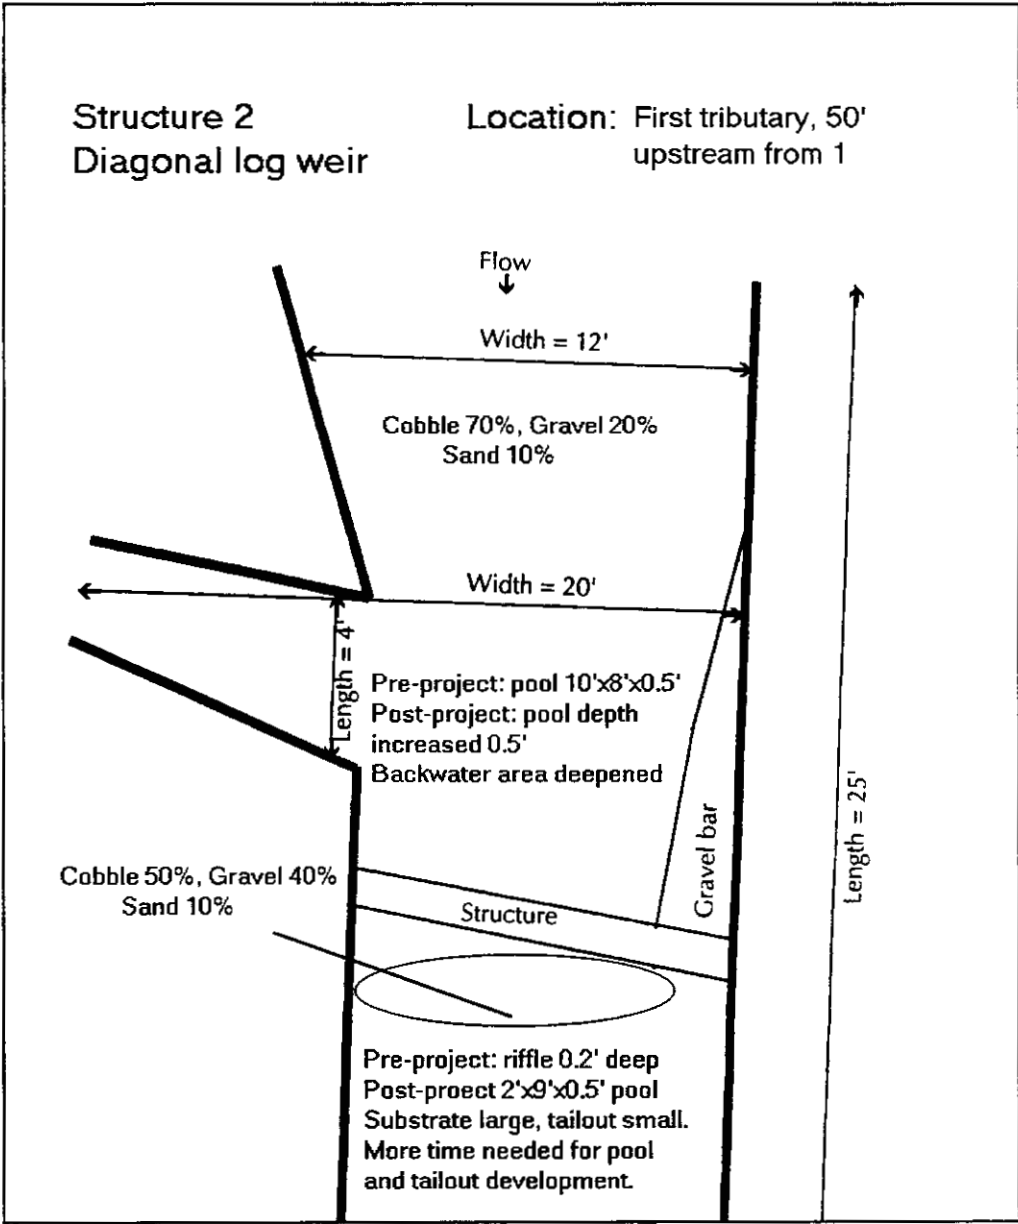 Structure 2
Diagonal log weir
Location: First tributary, 50'
upstream from 1
Flow
Width = 12'
Cobble 70%, Gravel 20%
Sand 10%
Width = 20'
Length = 4'
Pre-project: pool 10'x8'x0.5'
Post-project: pool depth
increased 0.5'
Backwater area deepened
Gravel bar
Length = 25'
Cobble 50%, Gravel 40%
Sand 10%
Structure
Pre-project: riffle 0.2' deep
Post-proect 2'x9'x0.5' pool
Substrate large, tailout small.
More time needed for pool
and tailout development.